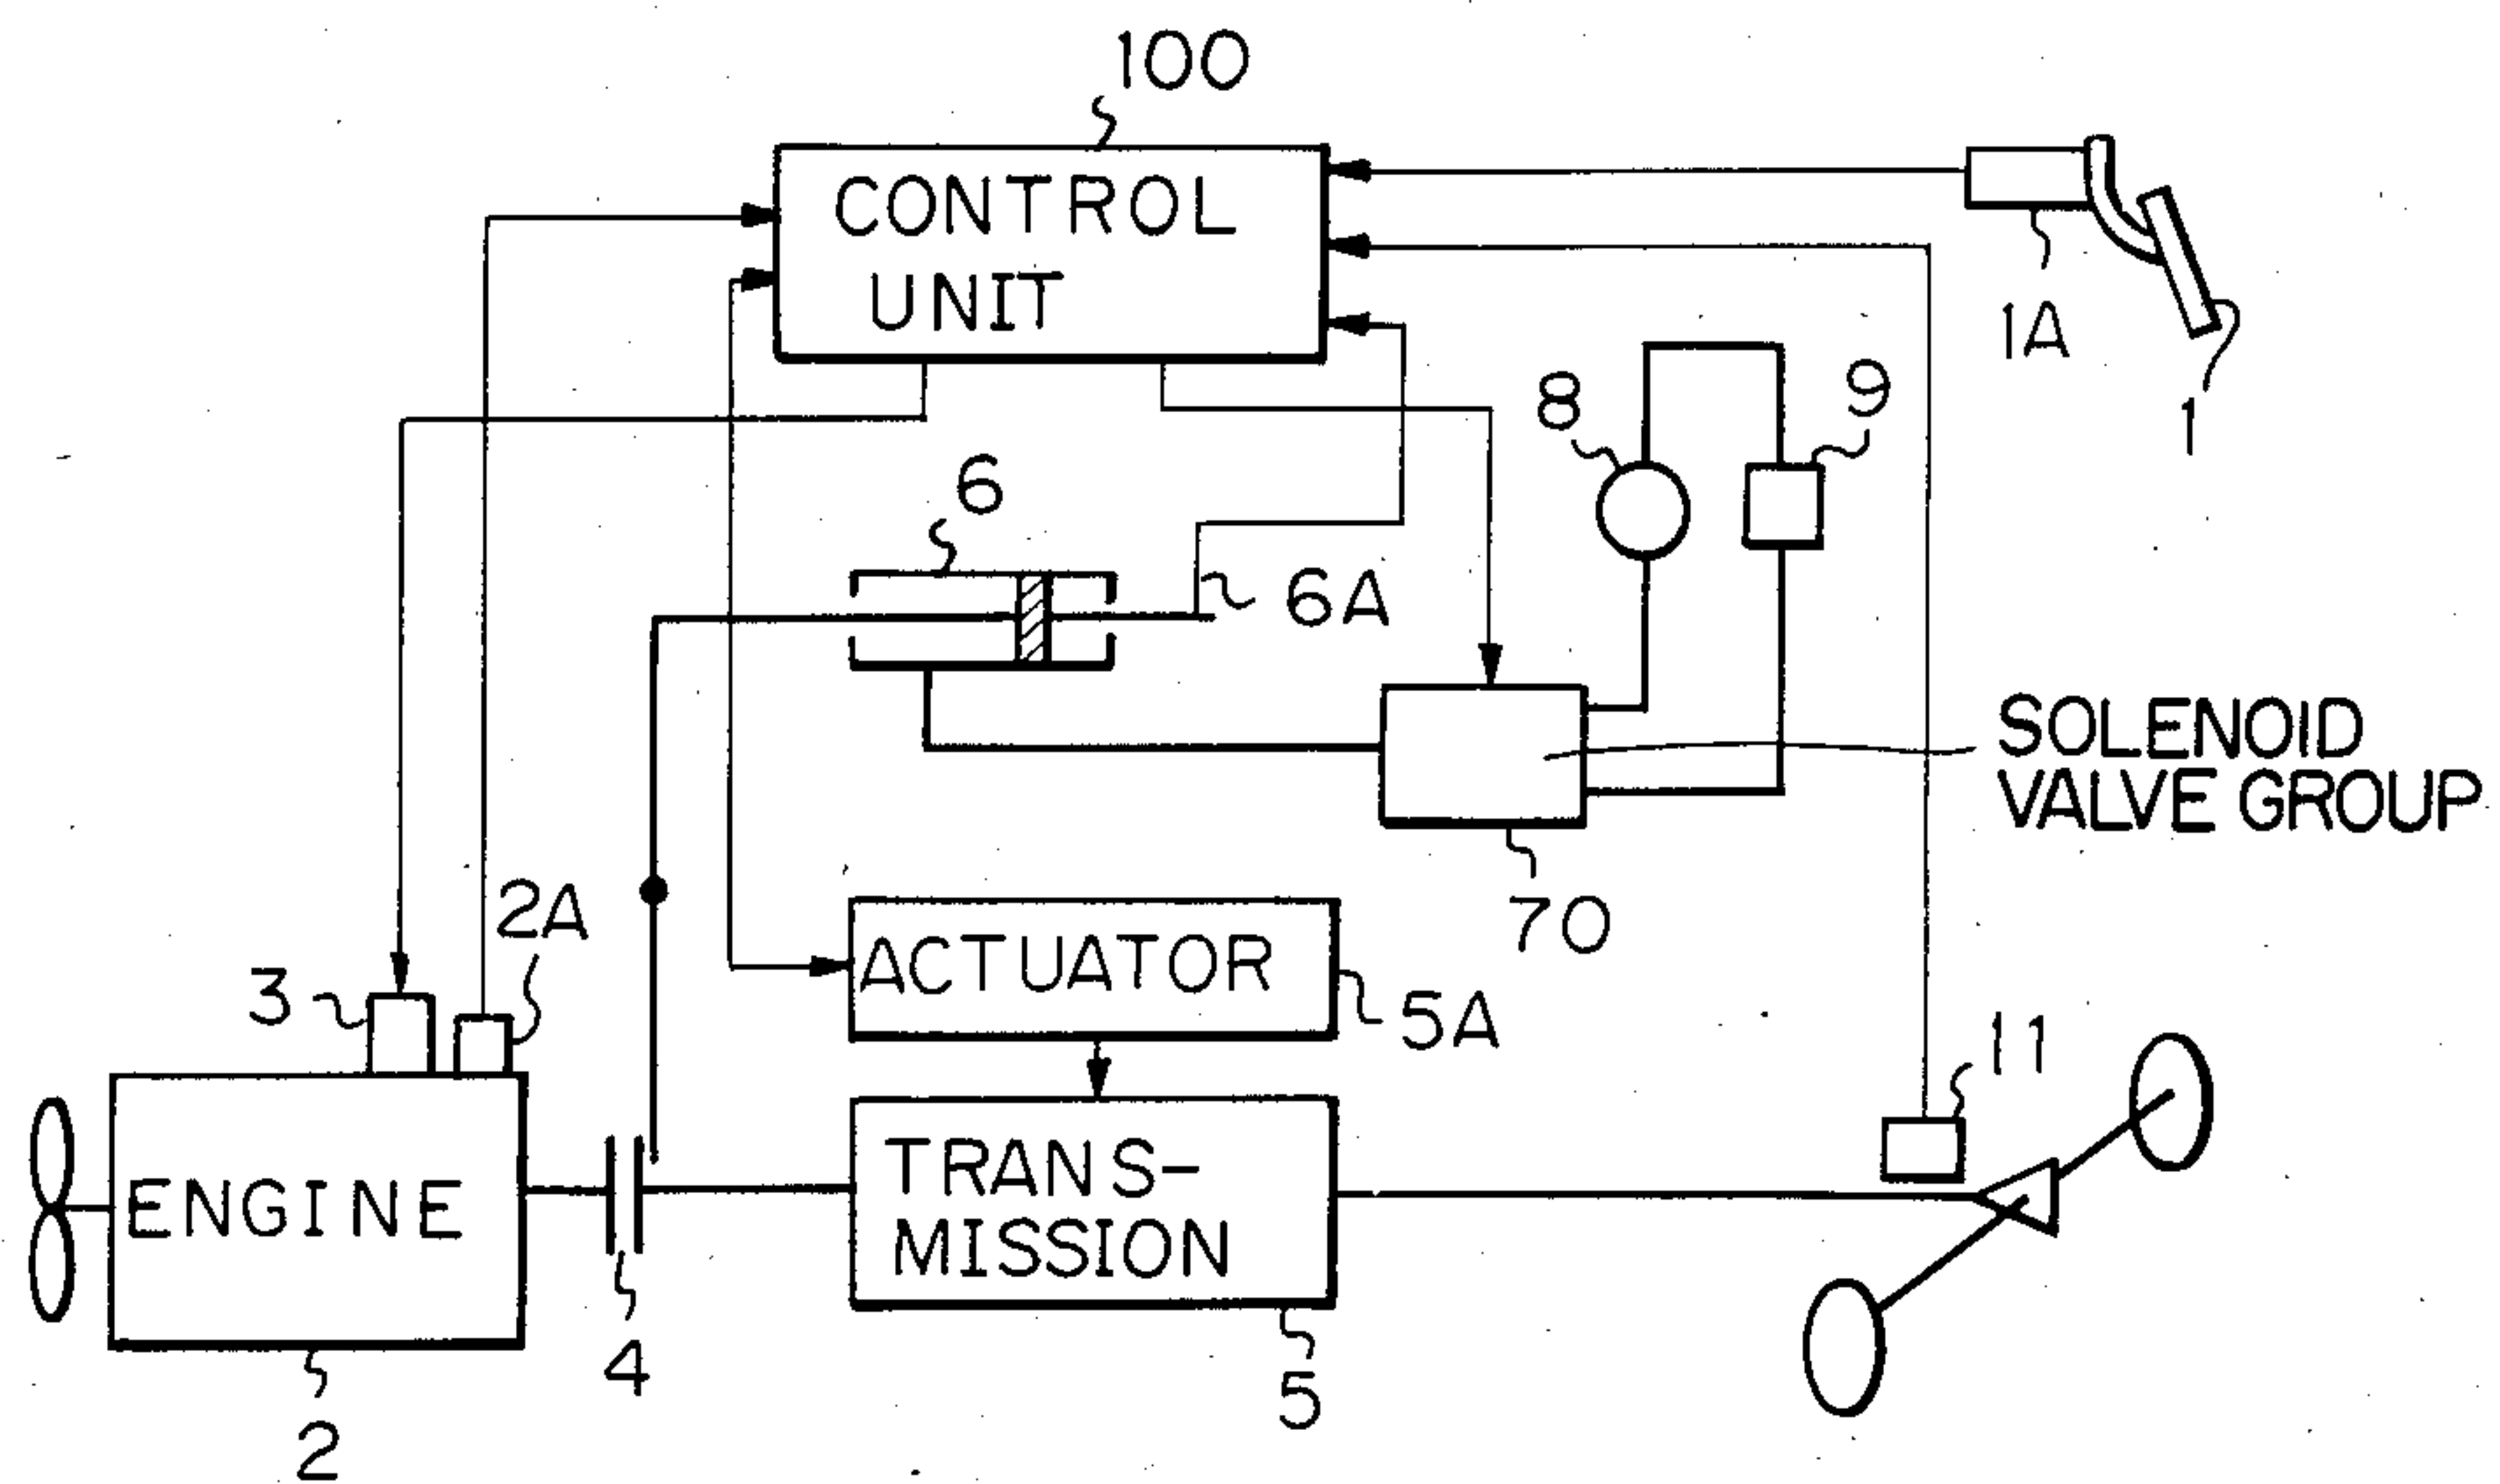 100
CONTROL
UNIT
1A
1
8
9
6
6A
SOLENOID
VALVE GROUP
70
2A
3
ACTUATOR
5A
11
ENGINE
TRANS-
MISSION
4
5
2